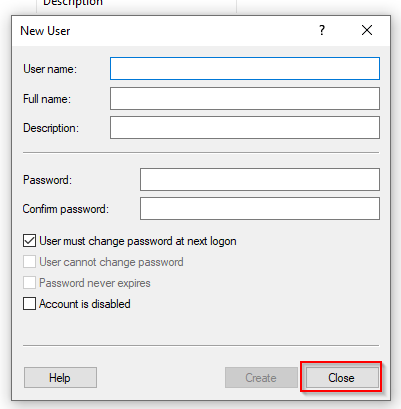 Description
New User
?
User name:
Full name:
Description:
Password:
Confirm password:
User must change password at next logon
User cannot change password
Password never expires
Account is disabled
Help Create Close